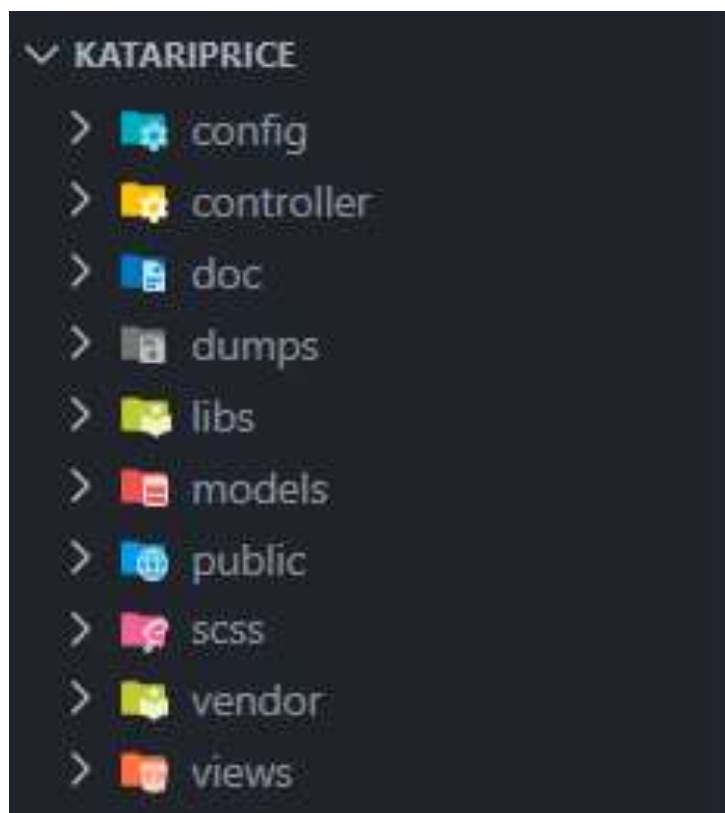 KATARIPRICE
config
controller
doc
dumps
libs
models
public
scss
vendor
views